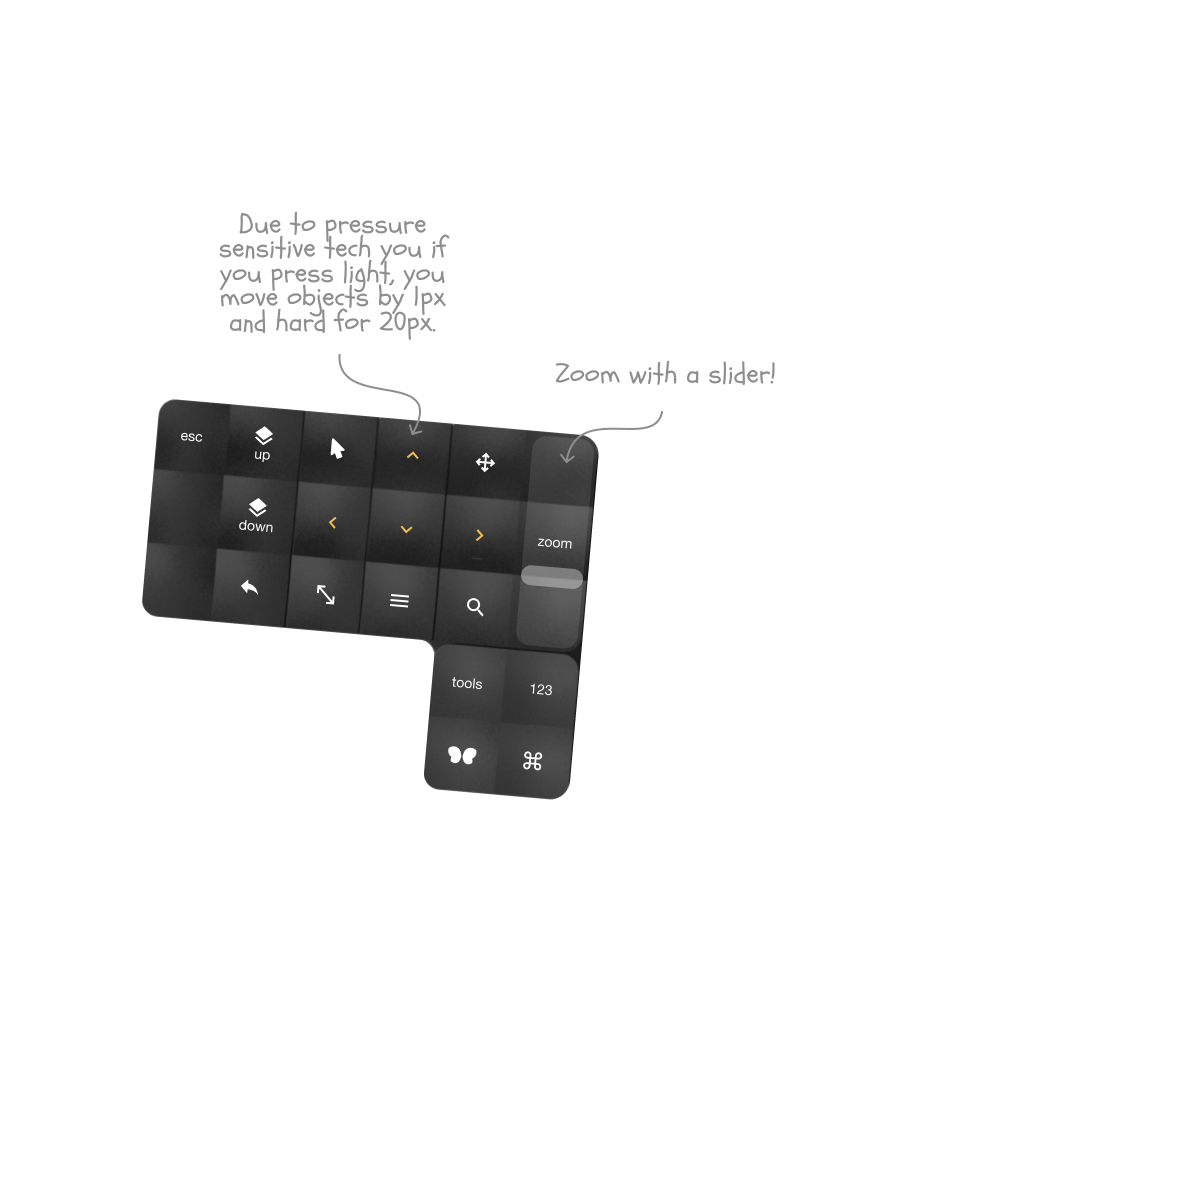 Due to pressure
sensitive tech you if
you press light, you
move objects by 1px
and hard for 20px.
Zoom with a slider!
esc
up
down
zoom
tools
123